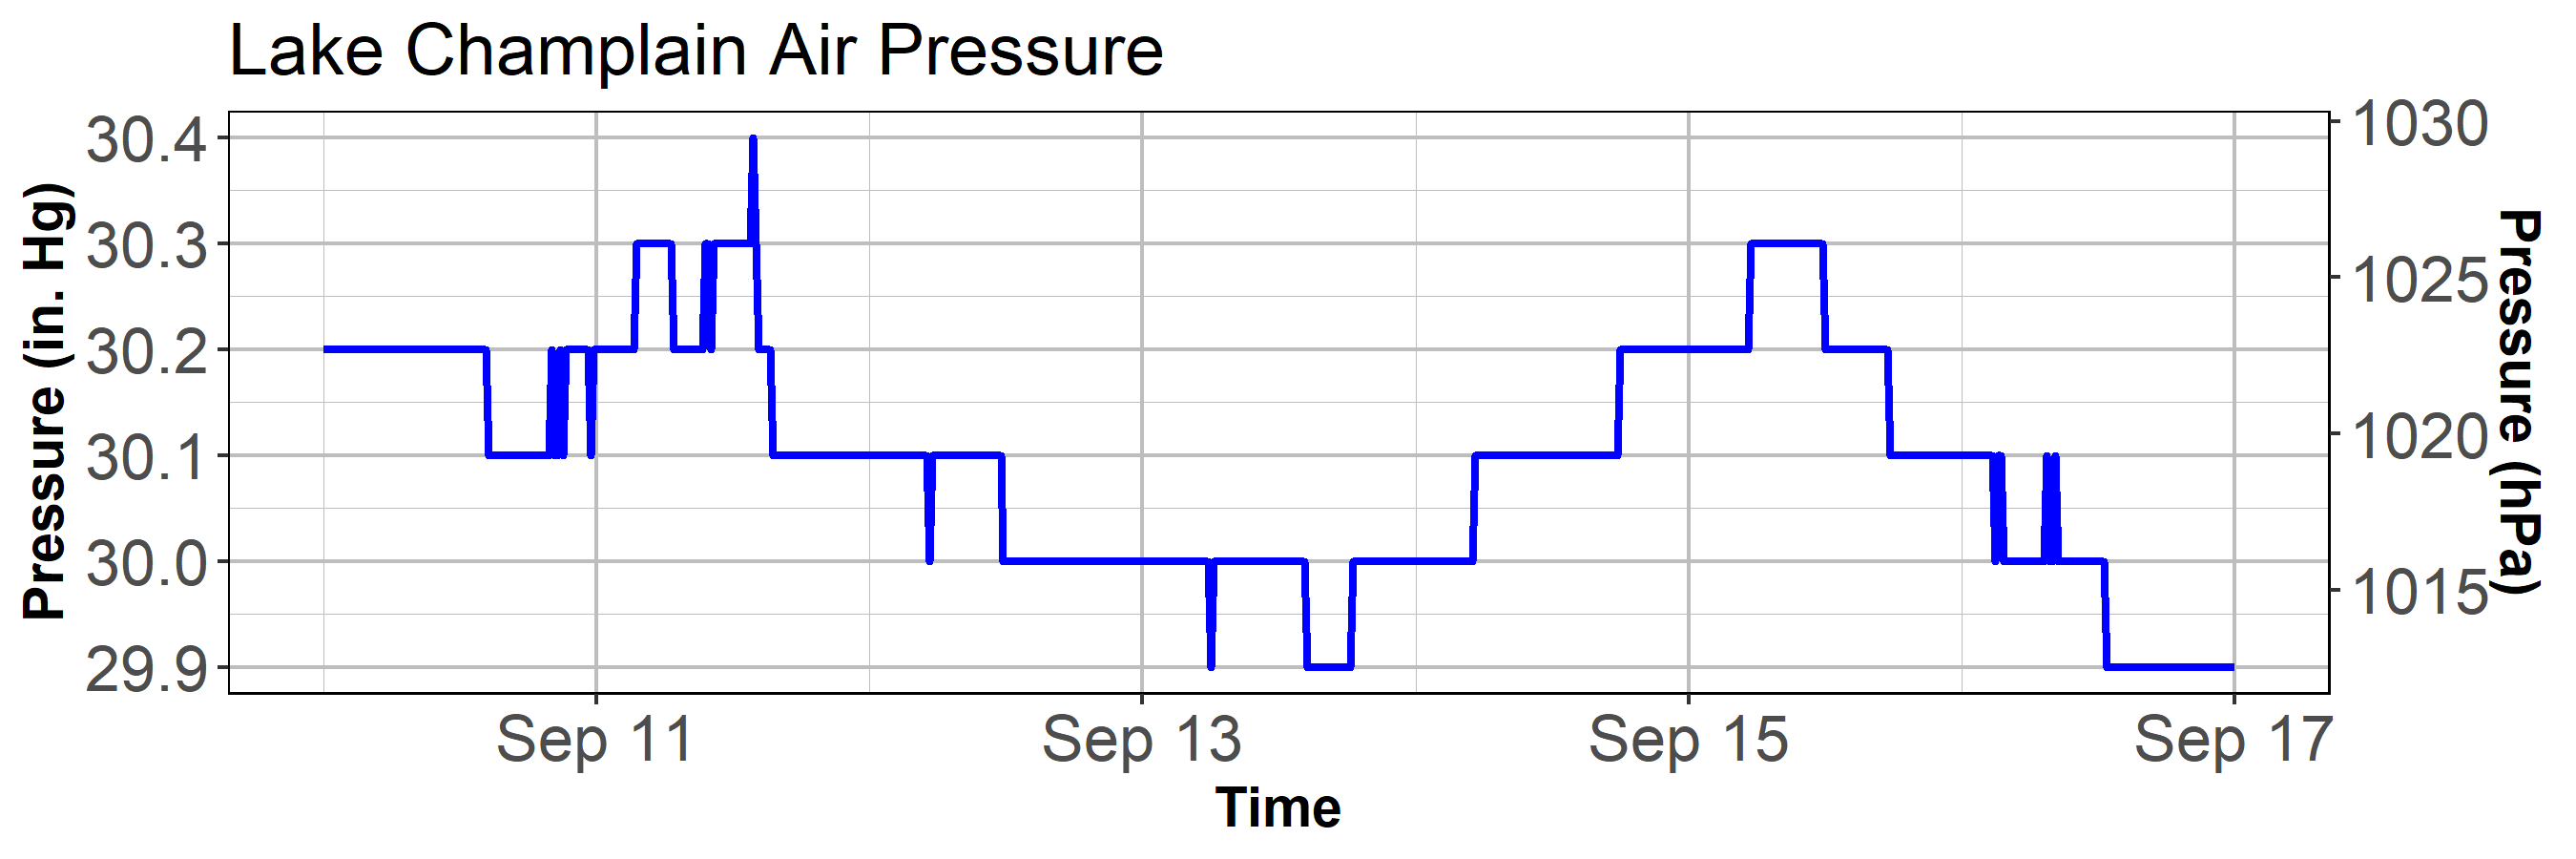 Lake Champlain Air Pressure
Pressure (in. Hg)
30.4
30.3
30.2
30.1
30.0
29.9
1030
1025
1020
1015
Pressure (hPa)
Sep 11
Sep 13
Sep 15
Sep 17
Time